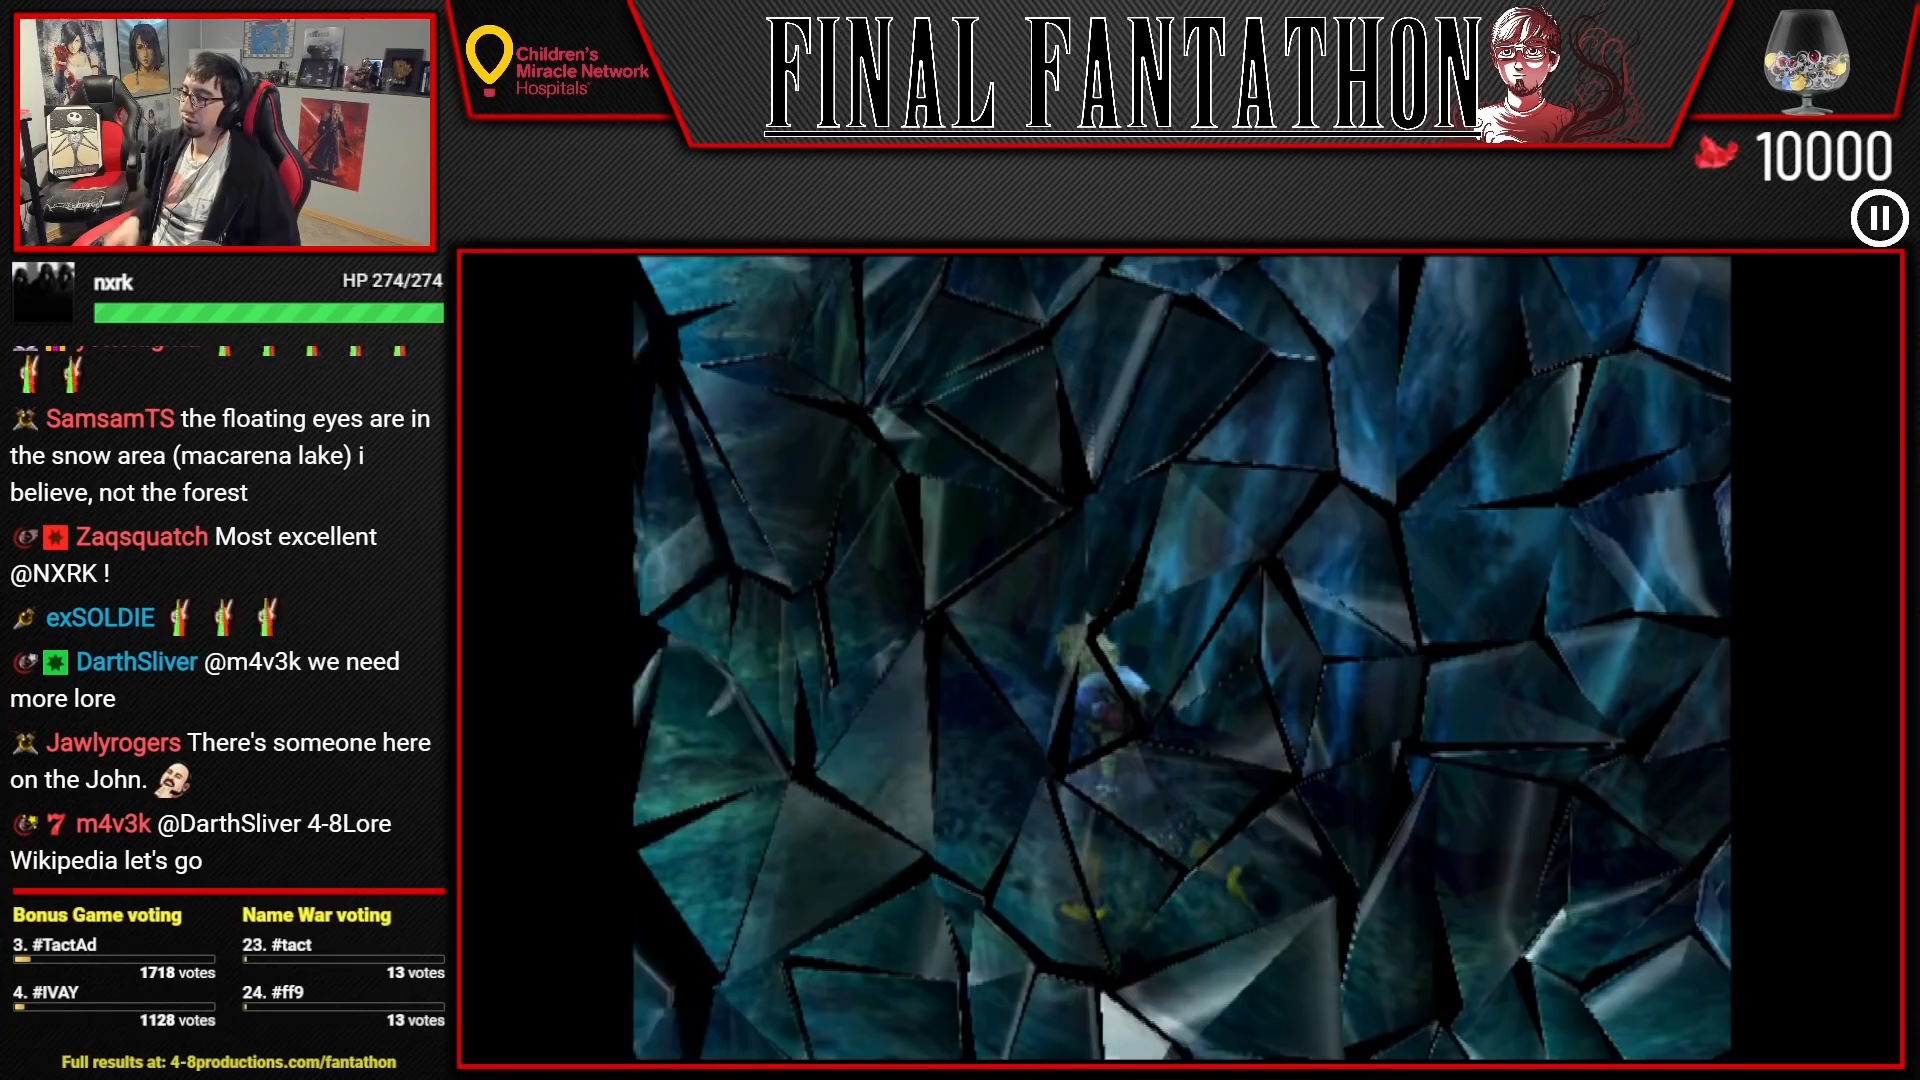 Children's
Miracle Network
Hospitals
FINAL FANTATHON
10000
nxrk
HP 274/274
SamsamTS the floating eyes are in
the snow area (macarena lake) i
believe, not the forest
Zaqsquatch Most excellent
@NXRK !
exSOLDIE
DarthSliver @m4v3k we need
more lore
Jawlyrogers There's someone here
on the John.
7 m4v3k @DarthSliver 4-8Lore
Wikipedia let's go
Bonus Game voting
3. #TactAd
1718 votes
4. #IVAY
1128 votes
Name War voting
23. #tact
13 votes
24. #ff9
13 votes
Full results at: 4-8productions.com/fantathon